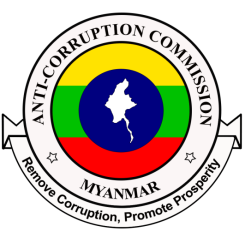 ANTI-CORRUPTION COMMISSION
MYANMAR
Remove Corruption, Promote Prosperity